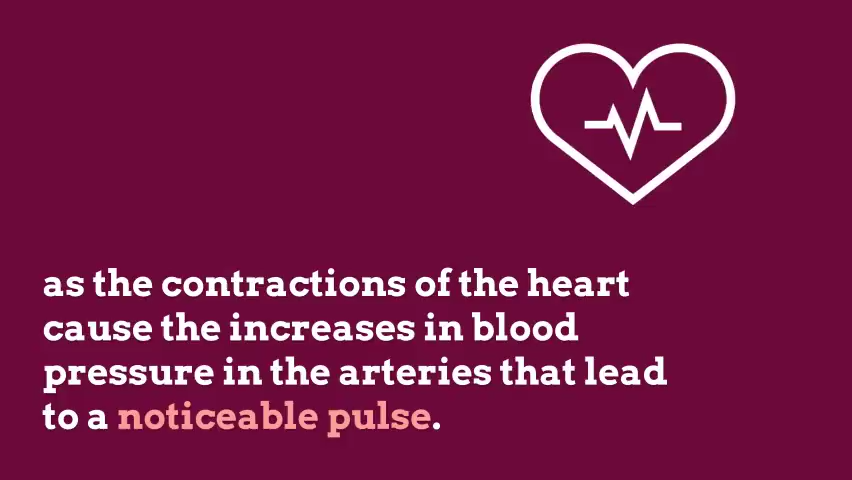 as the contractions of the heart
cause the increases in blood
pressure in the arteries that lead
to a noticeable pulse.